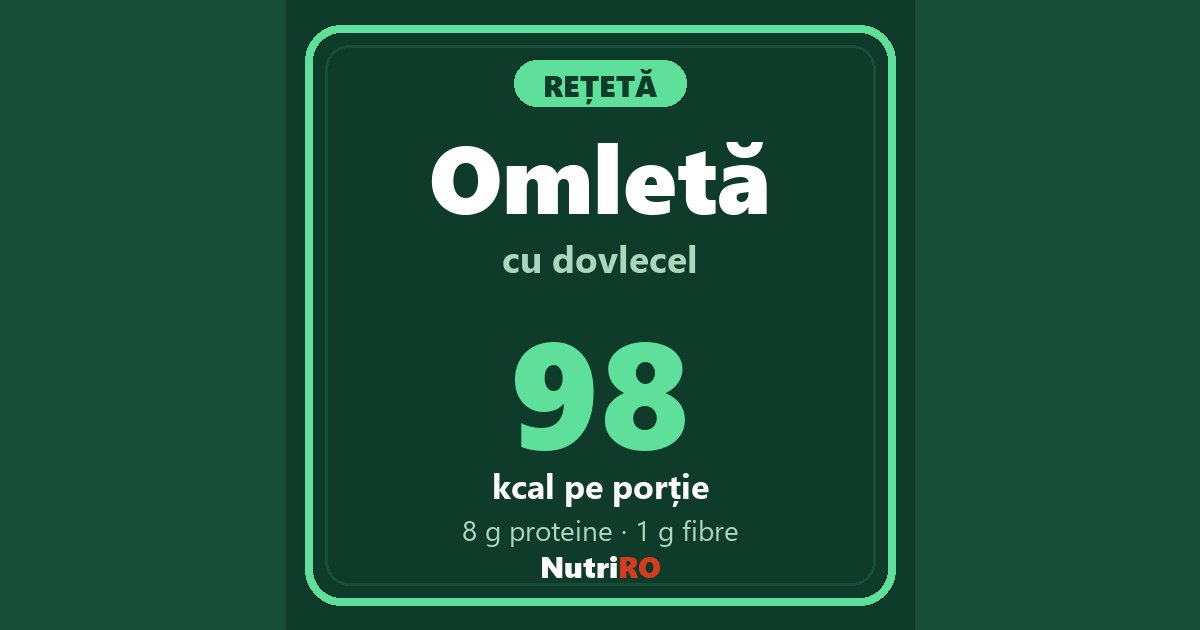 REȚETĂ
Omletă
cu dovlecel
98
kcal pe porție
8 g proteine · 1 g fibre
NutriRO